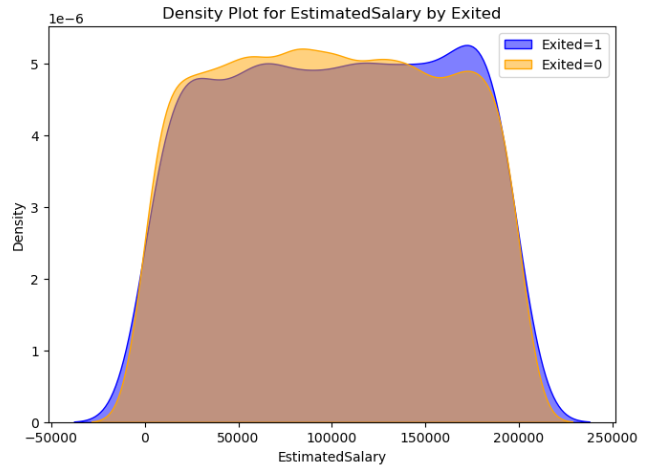 Density Plot for EstimatedSalary by Exited
1e−6
Exited=1
Exited=0
5
4
3
2
1
0
Density
−50000 0 50000 100000 150000 200000 250000
EstimatedSalary